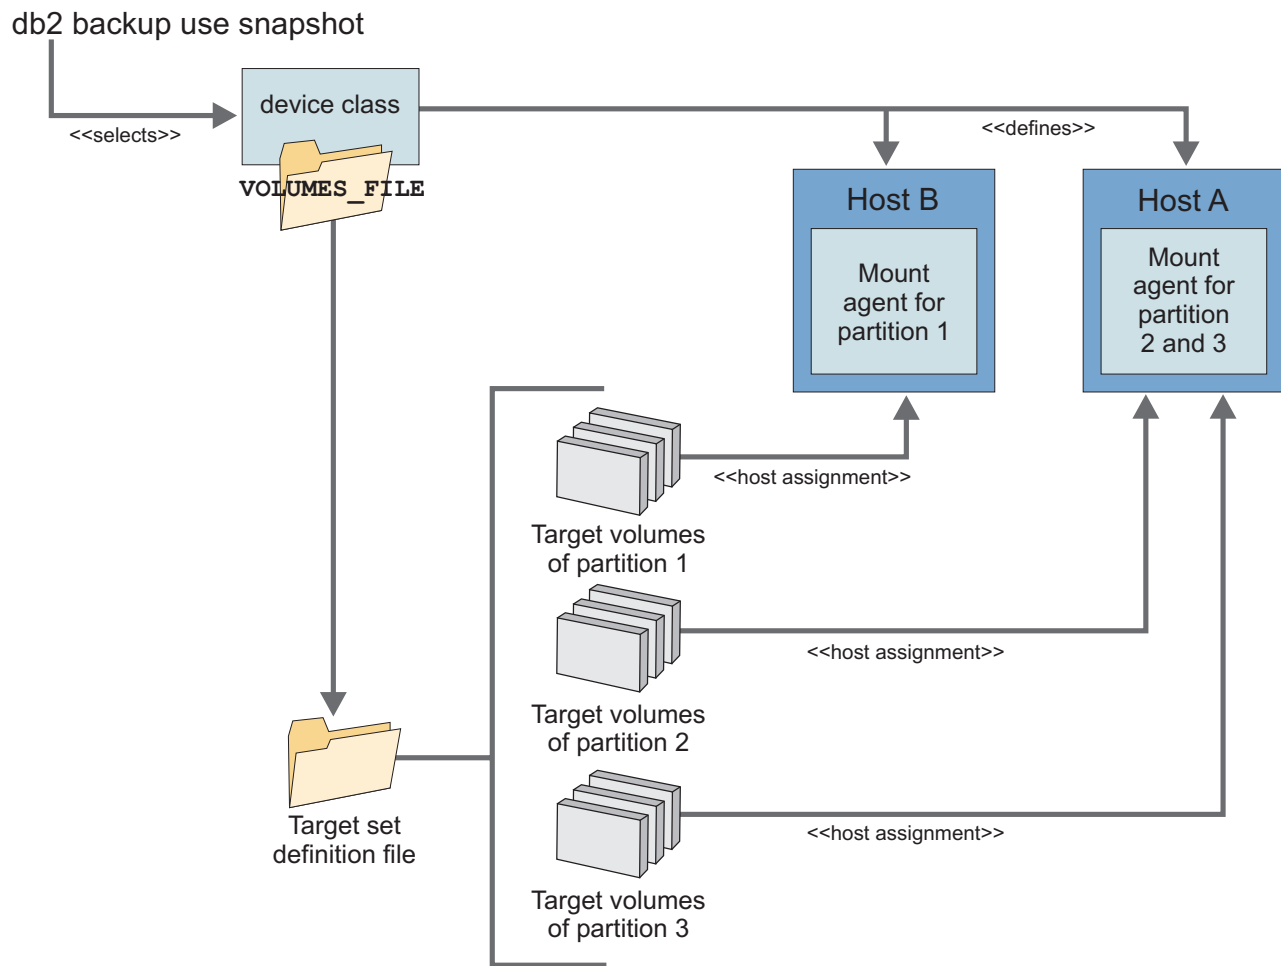 db2 backup use snapshot
device class
<<selects>>
<<defines>>
VOLUMES_FILE
Host B
Host A
Mount
agent for
partition 1
Mount
agent for
partition
2 and 3
<<host assignment>>
Target volumes
of partition 1
<<host assignment>>
Target volumes
of partition 2
Target set
definition file
<<host assignment>>
Target volumes
of partition 3